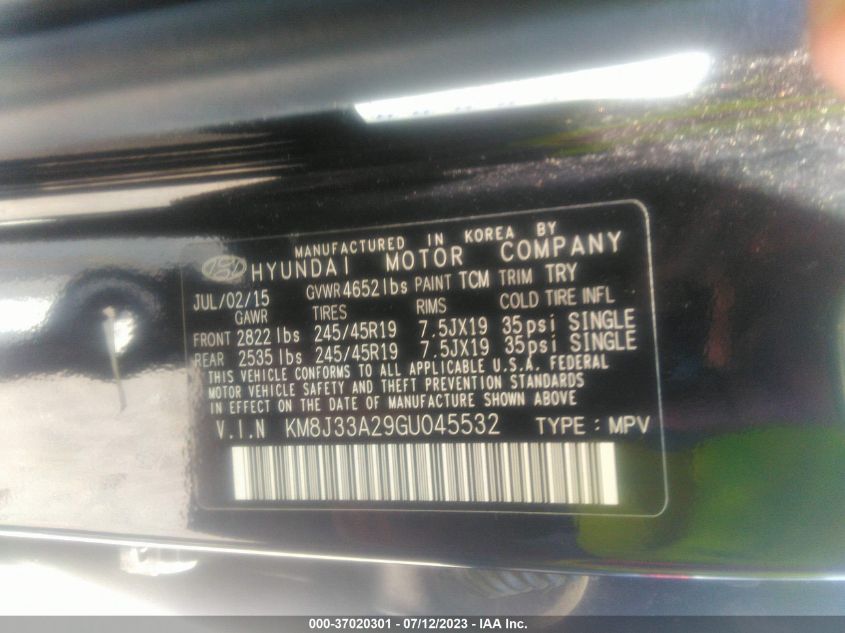 MANUFACTURED IN KOREA BY
HYUNDAI MOTOR COMPANY
JUL/02/15 GVWR 4652 lbs PAINT TCM TRIM TRY
GAWR TIRES RIMS COLD TIRE INFL
FRONT 2822 lbs 245/45R19 7.5JX19 35psi SINGLE
REAR 2535 lbs 245/45R19 7.5JX19 35psi SINGLE
THIS VEHICLE CONFORMS TO ALL APPLICABLE U.S.A. FEDERAL
MOTOR VEHICLE SAFETY AND THEFT PREVENTION STANDARDS
IN EFFECT ON THE DATE OF MANUFACTURE SHOWN ABOVE
V.I.N KM8J33A29GU045532 TYPE : MPV
000-37020301 - 07/12/2023 - IAA Inc.